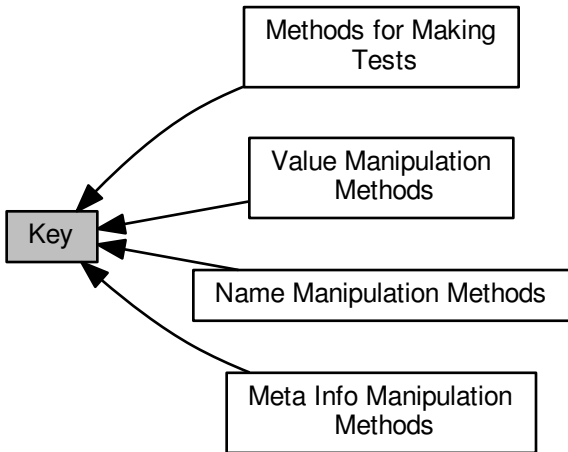 Methods for Making
Tests
Value Manipulation
Methods
Key
Name Manipulation Methods
Meta Info Manipulation
Methods